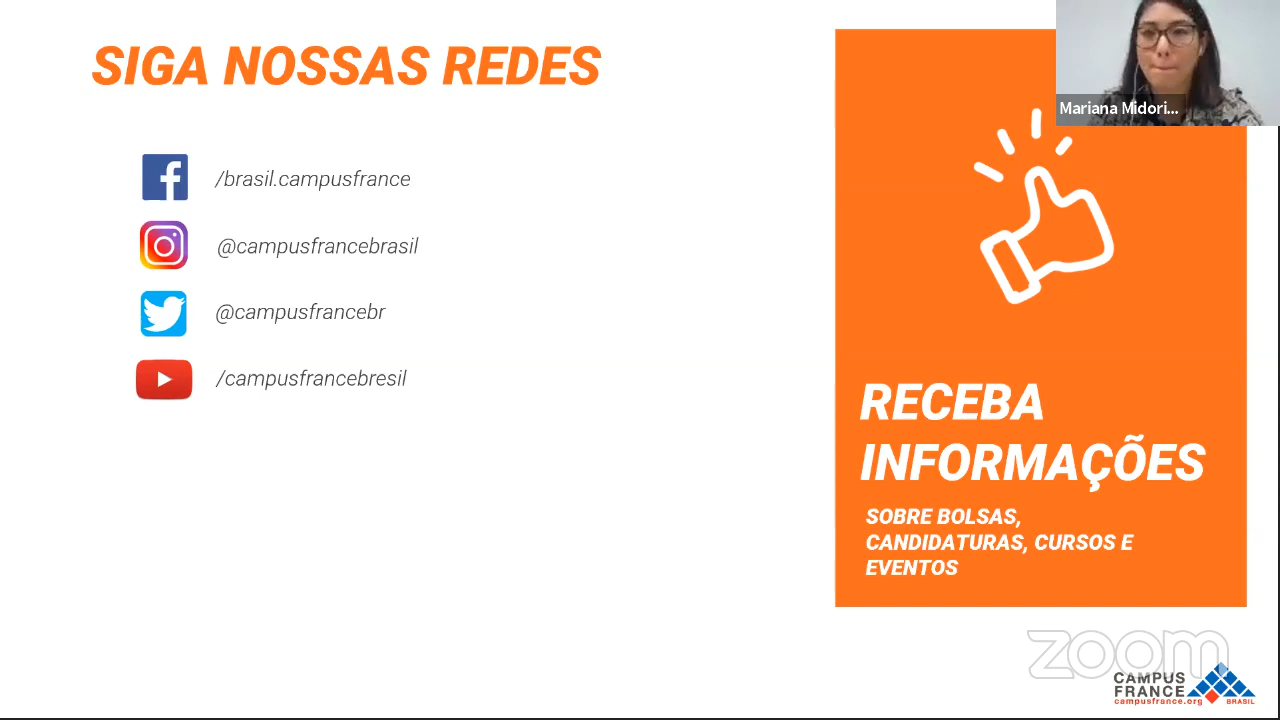 SIGA NOSSAS REDES
/brasil.campusfrance
@campusfrancebrasil
@campusfrancebr
/campusfrancebresil
Mariana Midori...
RECEBA
INFORMAÇÕES
SOBRE BOLSAS,
CANDIDATURAS, CURSOS E
EVENTOS
zoom
CAMPUS
FRANCE
campusfrance.org
BRASIL